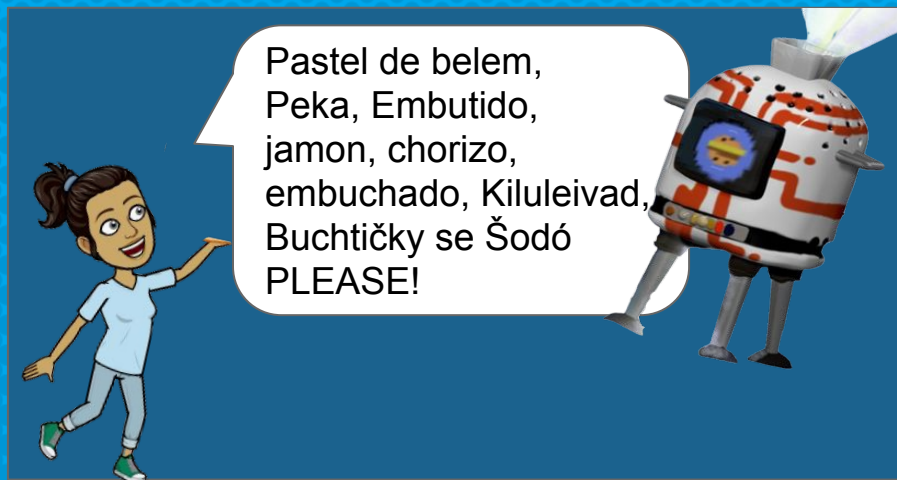 Pastel de belem,
Peka, Embutido,
jamon, chorizo,
embuchado, Kiluleivad,
Buchtičky se Šodó
PLEASE!